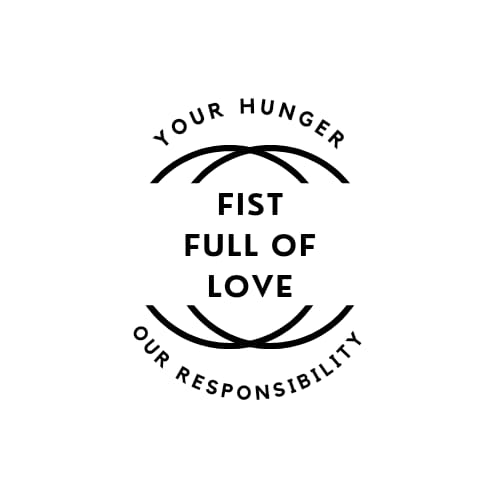 YOUR HUNGER
FIST
FULL OF
LOVE
OUR RESPONSIBILITY